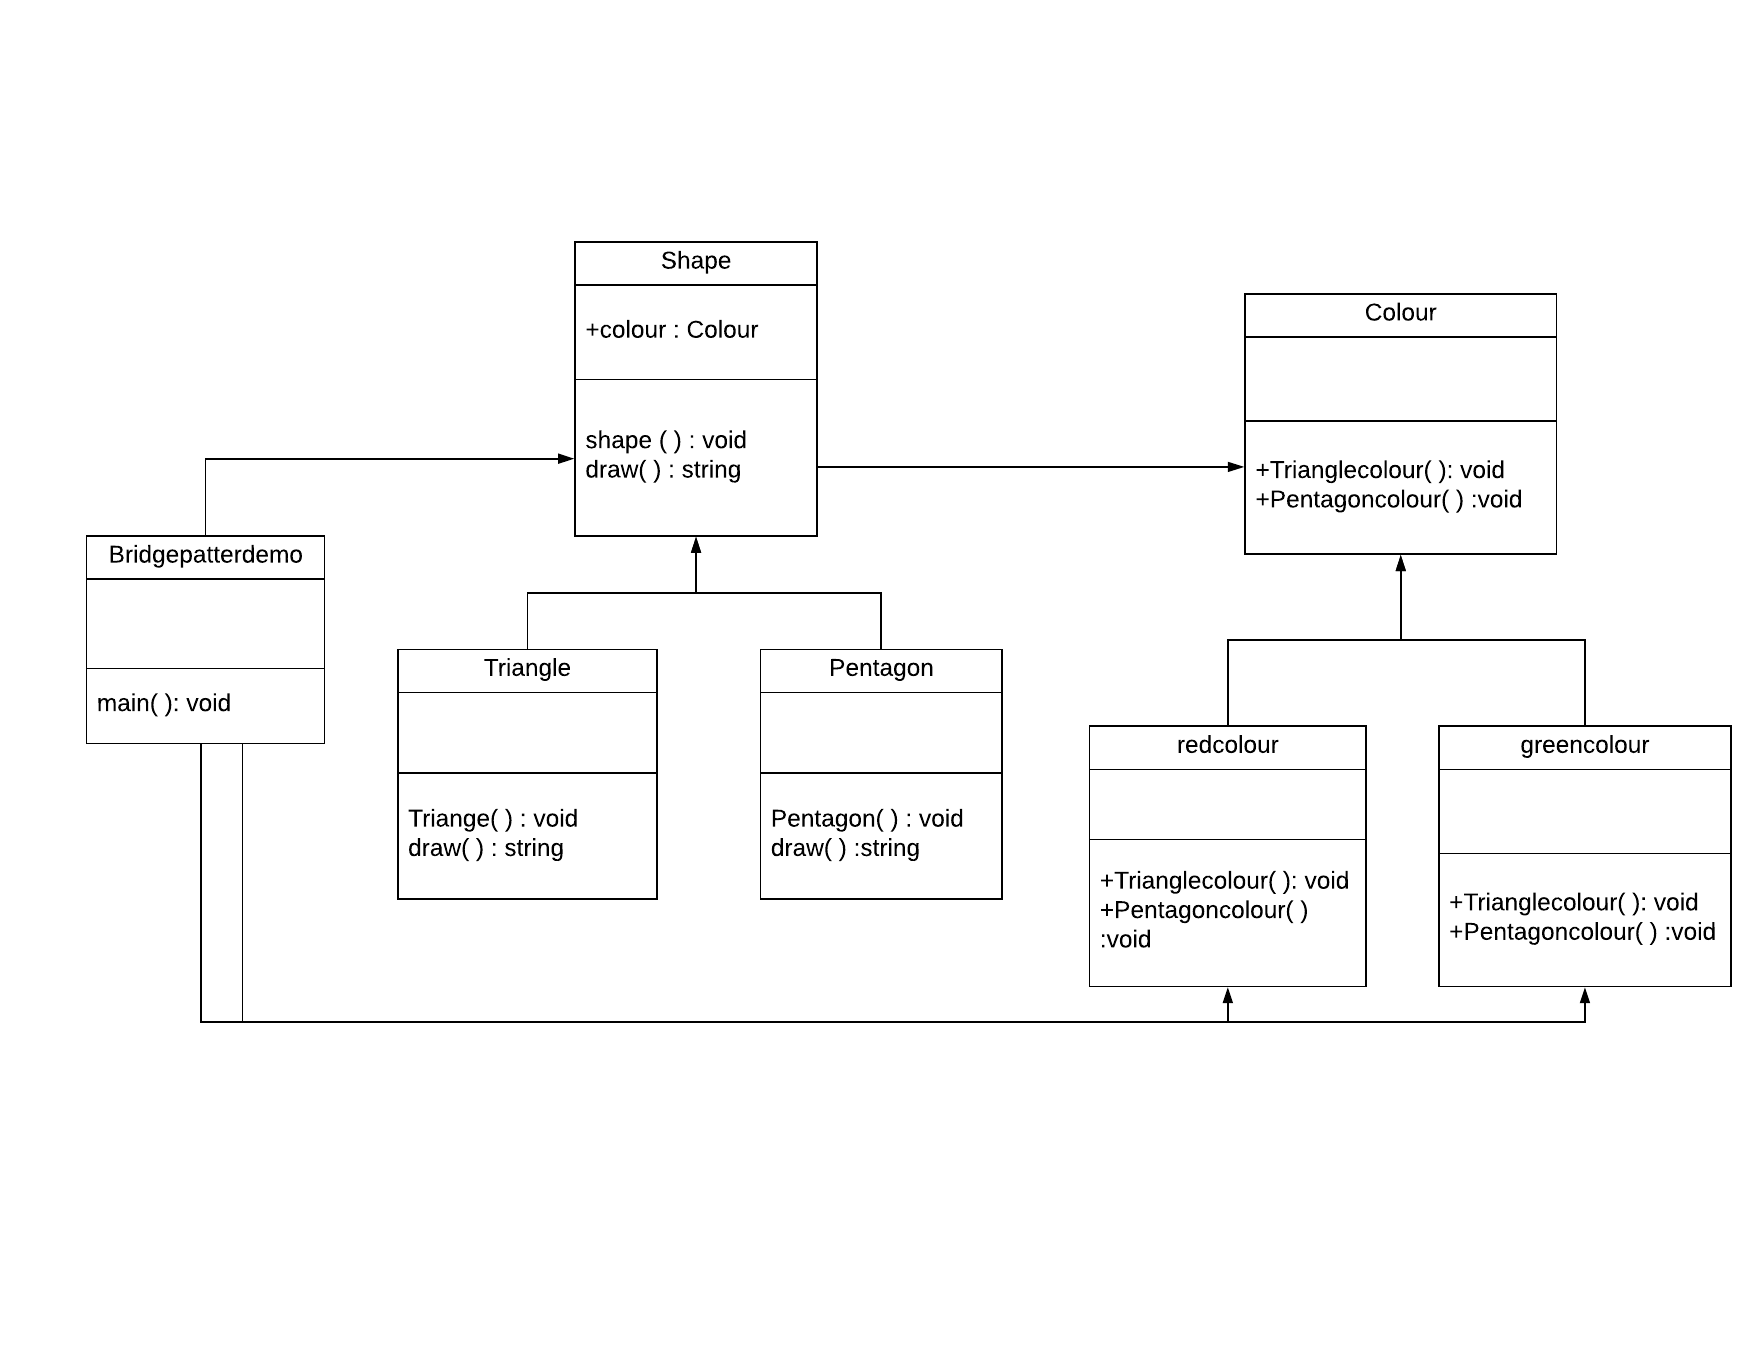 Shape
+colour : Colour
shape ( ) : void
draw( ) : string
Colour
+Trianglecolour( ): void
+Pentagoncolour( ) :void
Bridgepatterdemo
main( ): void
Triangle
Triange( ) : void
draw( ) : string
Pentagon
Pentagon( ) : void
draw( ) :string
redcolour
+Trianglecolour( ): void
+Pentagoncolour( )
:void
greencolour
+Trianglecolour( ): void
+Pentagoncolour( ) :void